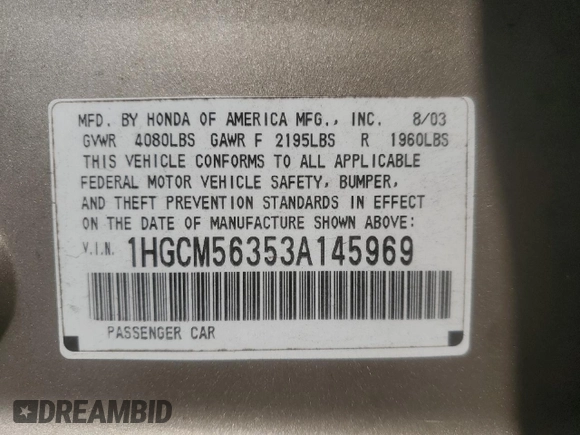 MFD. BY HONDA OF AMERICA MFG., INC. 8/03
GVWR 4080LBS GAWR F 2195LBS R 1960LBS
THIS VEHICLE CONFORMS TO ALL APPLICABLE
FEDERAL MOTOR VEHICLE SAFETY, BUMPER,
AND THEFT PREVENTION STANDARDS IN EFFECT
ON THE DATE OF MANUFACTURE SHOWN ABOVE:
V.I.N. 1HGCM56353A145969
PASSENGER CAR
DREAMBID